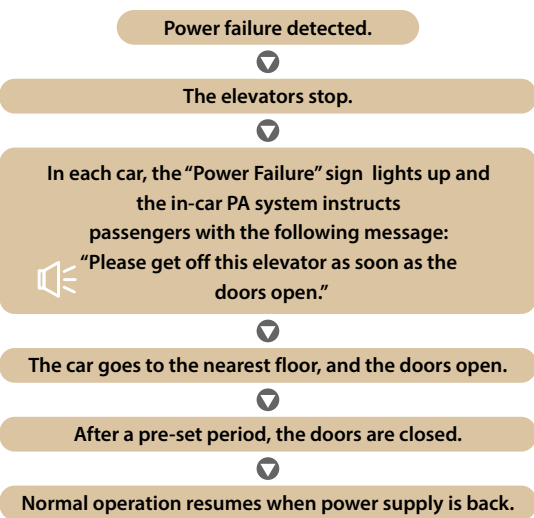 Power failure detected.
The elevators stop.
In each car, the “Power Failure” sign lights up and
the in-car PA system instructs
passengers with the following message:
“Please get off this elevator as soon as the
doors open.”
The car goes to the nearest floor, and the doors open.
After a pre-set period, the doors are closed.
Normal operation resumes when power supply is back.